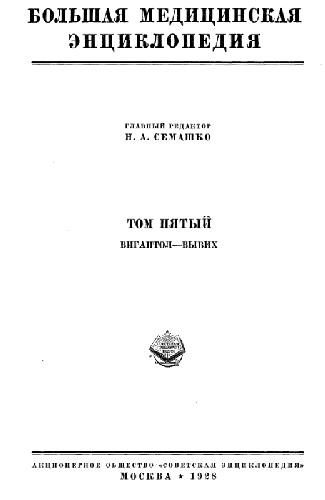 БОЛЬШАЯ МЕДИЦИНСКАЯ
ЭНЦИКЛОПЕДИЯ
ГЛАВНЫЙ РЕДАКТОР
Н. А. СЕМАШКО
ТОМ ПЯТЫЙ
ВИГАНТОЛ—ВЫВИХ
АКЦИОНЕРНОЕ ОБЩЕСТВО «СОВЕТСКАЯ ЭНЦИКЛОПЕДИЯ»
МОСКВА ★ 1928